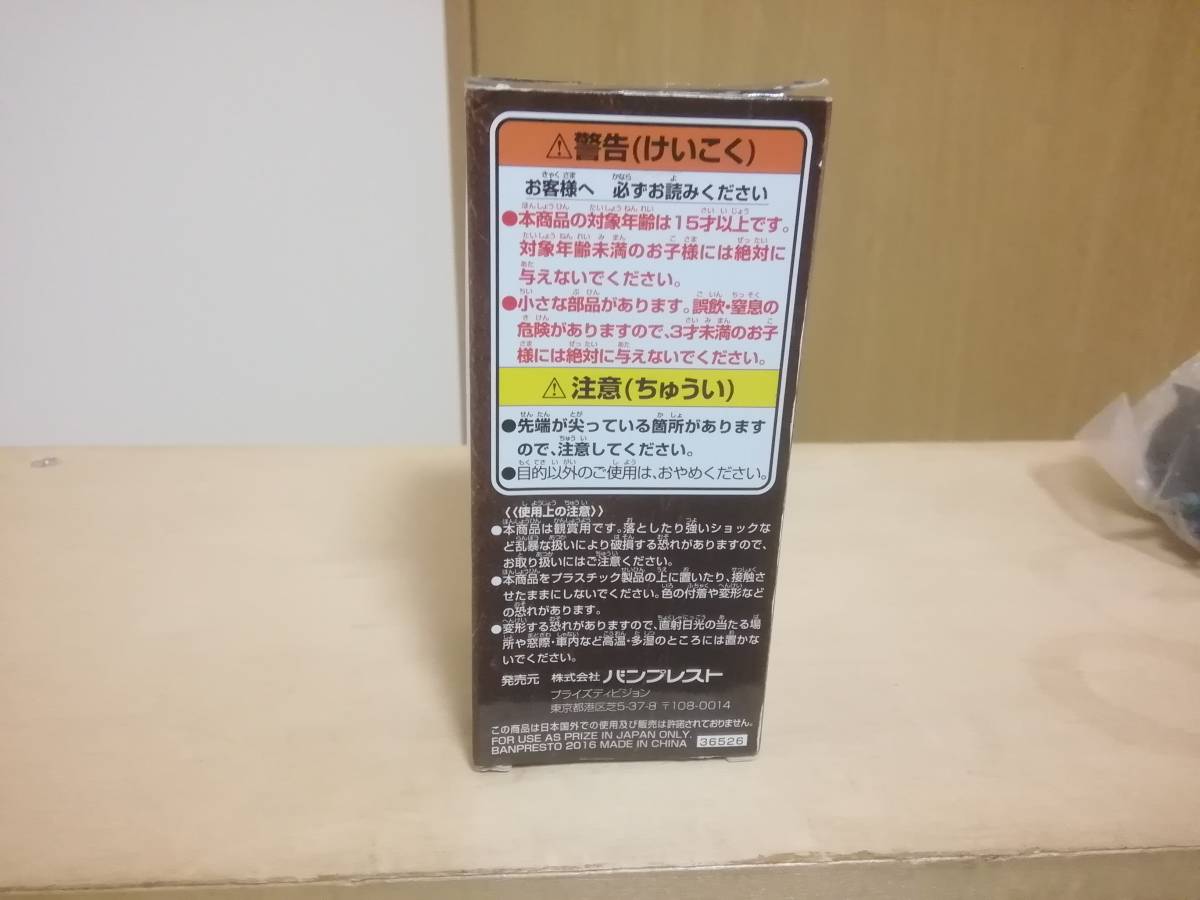 ⚠警告(けいこく)
お客様へ 必ずお読みください
●本商品の対象年齢は15才以上です。
対象年齢未満のお子様には絶対に
与えないでください。
●小さな部品があります。誤飲・窒息の
危険がありますので、3才未満のお子
様には絶対に与えないでください。
⚠注意(ちゅうい)
●先端が尖っている箇所があります
ので、注意してください。
●目的以外のご使用は、おやめください。
《使用上の注意》
●本商品は観賞用です。落としたり強いショックな
ど乱暴な扱いにより破損する恐れがありますので、
お取り扱いにはご注意ください。
●本商品をプラスチック製品の上に置いたり、接触さ
せたままにしないでください。色の付着や変形など
の恐れがあります。
●変形する恐れがありますので、直射日光の当たる場
所や窓際・車内など高温・多湿のところには置かな
いでください。
発売元 株式会社 バンプレスト
プライズディビジョン
東京都港区芝5-37-8 〒108-0014
この商品は日本国外での使用及び販売は許諾されておりません。
FOR USE AS PRIZE IN JAPAN ONLY.
BANPRESTO 2016 MADE IN CHINA 36526